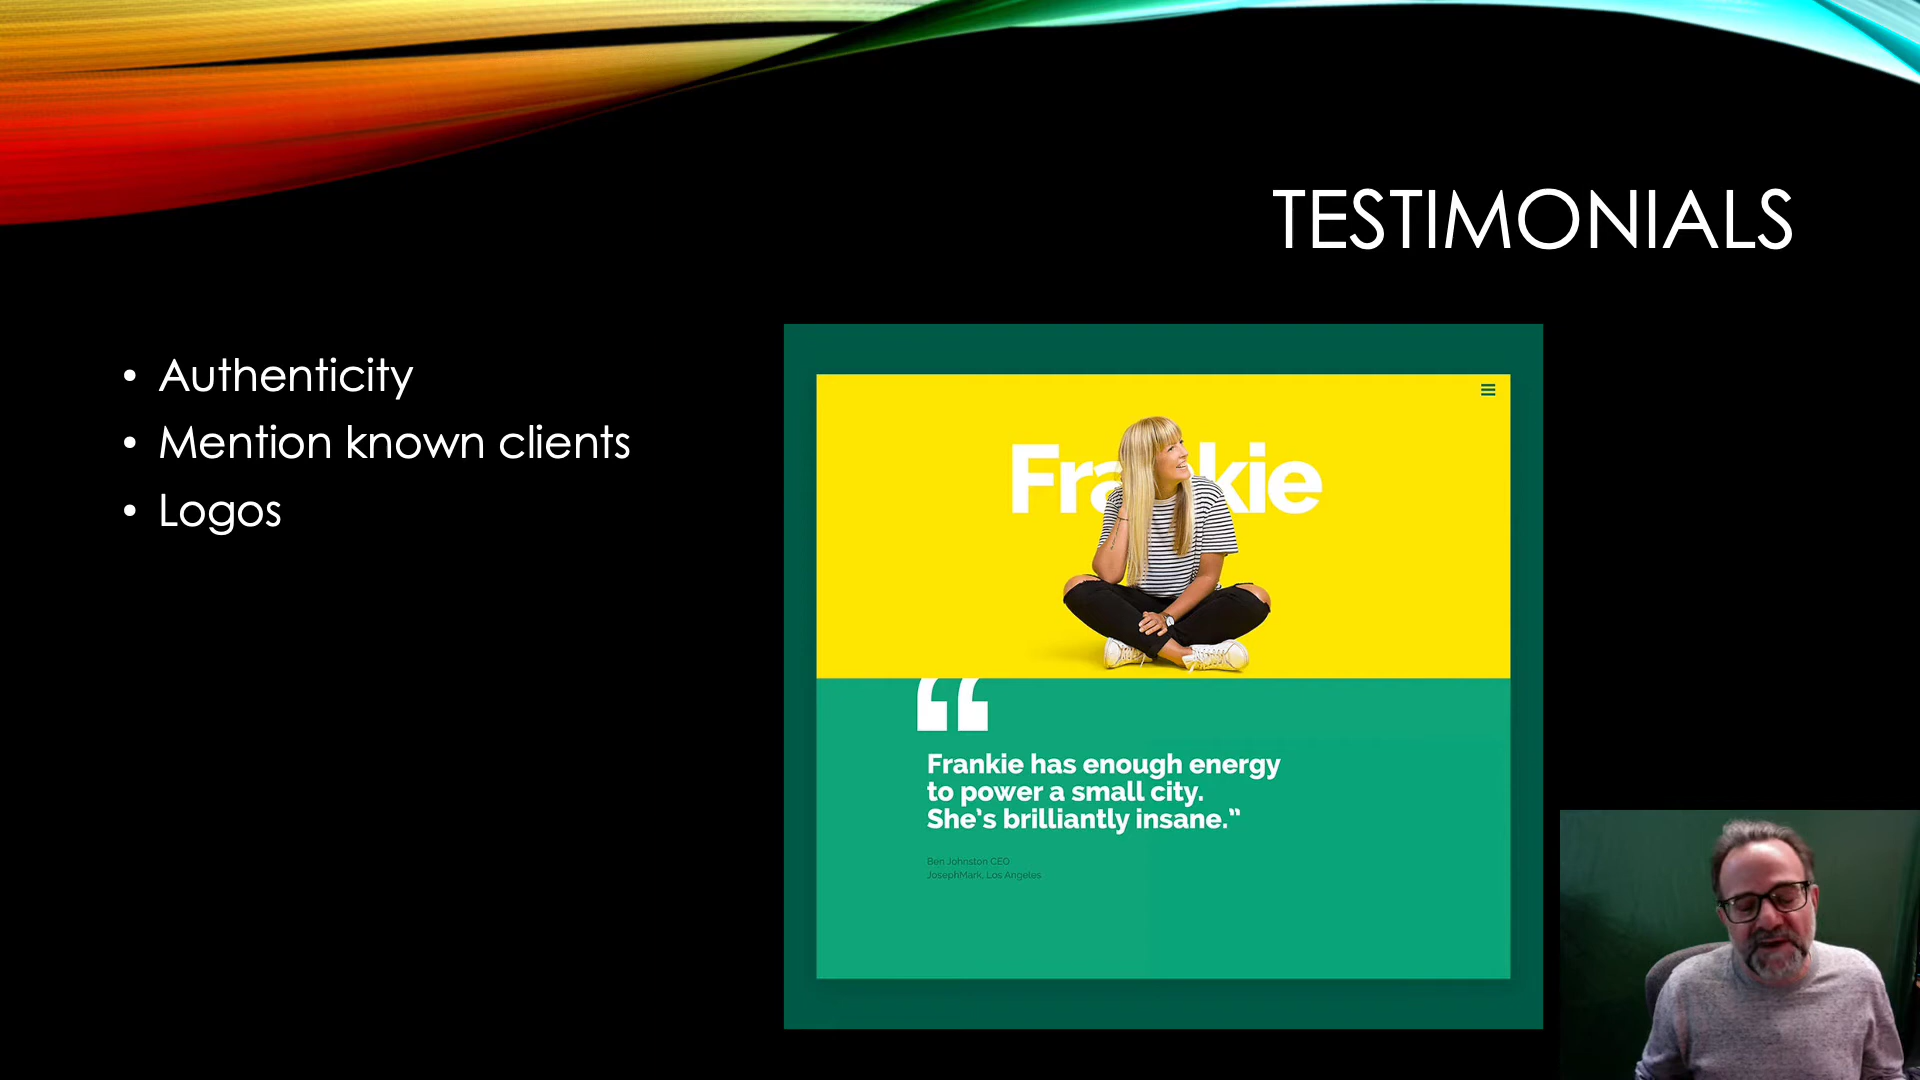 TESTIMONIALS
• Authenticity
• Mention known clients
• Logos
Frankie
“
Frankie has enough energy
to power a small city.
She’s brilliantly insane.”
Ben Johnston CEO
JosephMark, Los Angeles